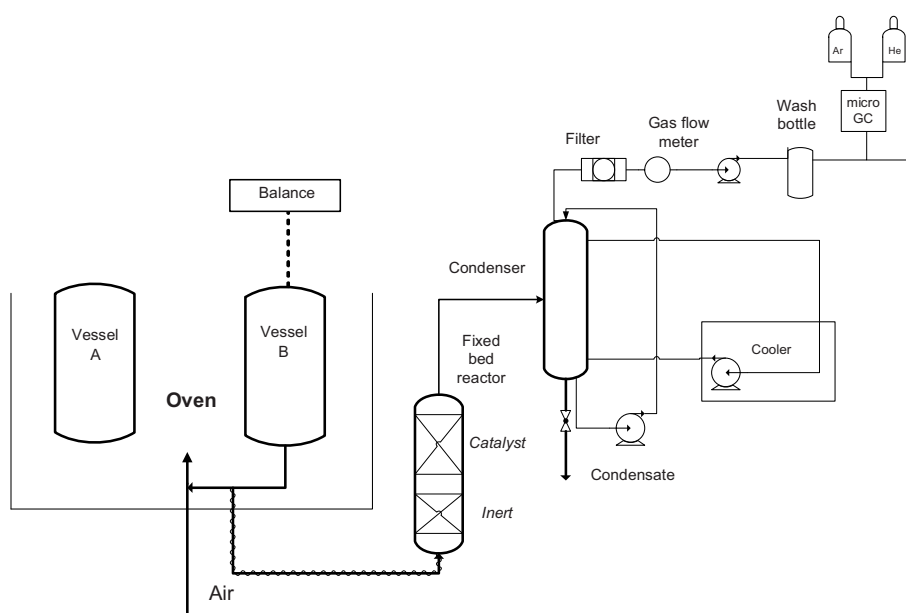 Ar
He
micro
GC
Wash
bottle
Gas flow
meter
Filter
Balance
Condenser
Vessel
A
Vessel
B
Cooler
Fixed
bed
reactor
Oven
Catalyst
Condensate
Inert
Air